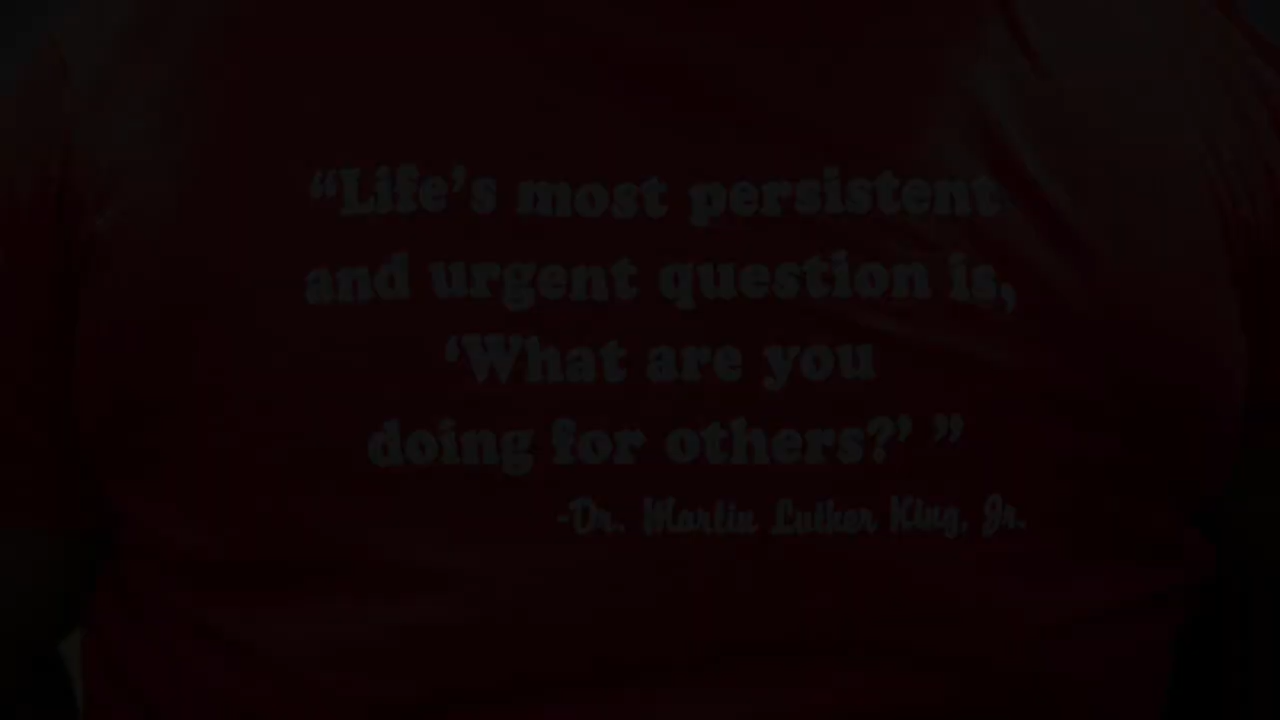 “Life’s most persistent
and urgent question is,
‘What are you
doing for others?’ ”
-Dr. Martin Luther King, Jr.